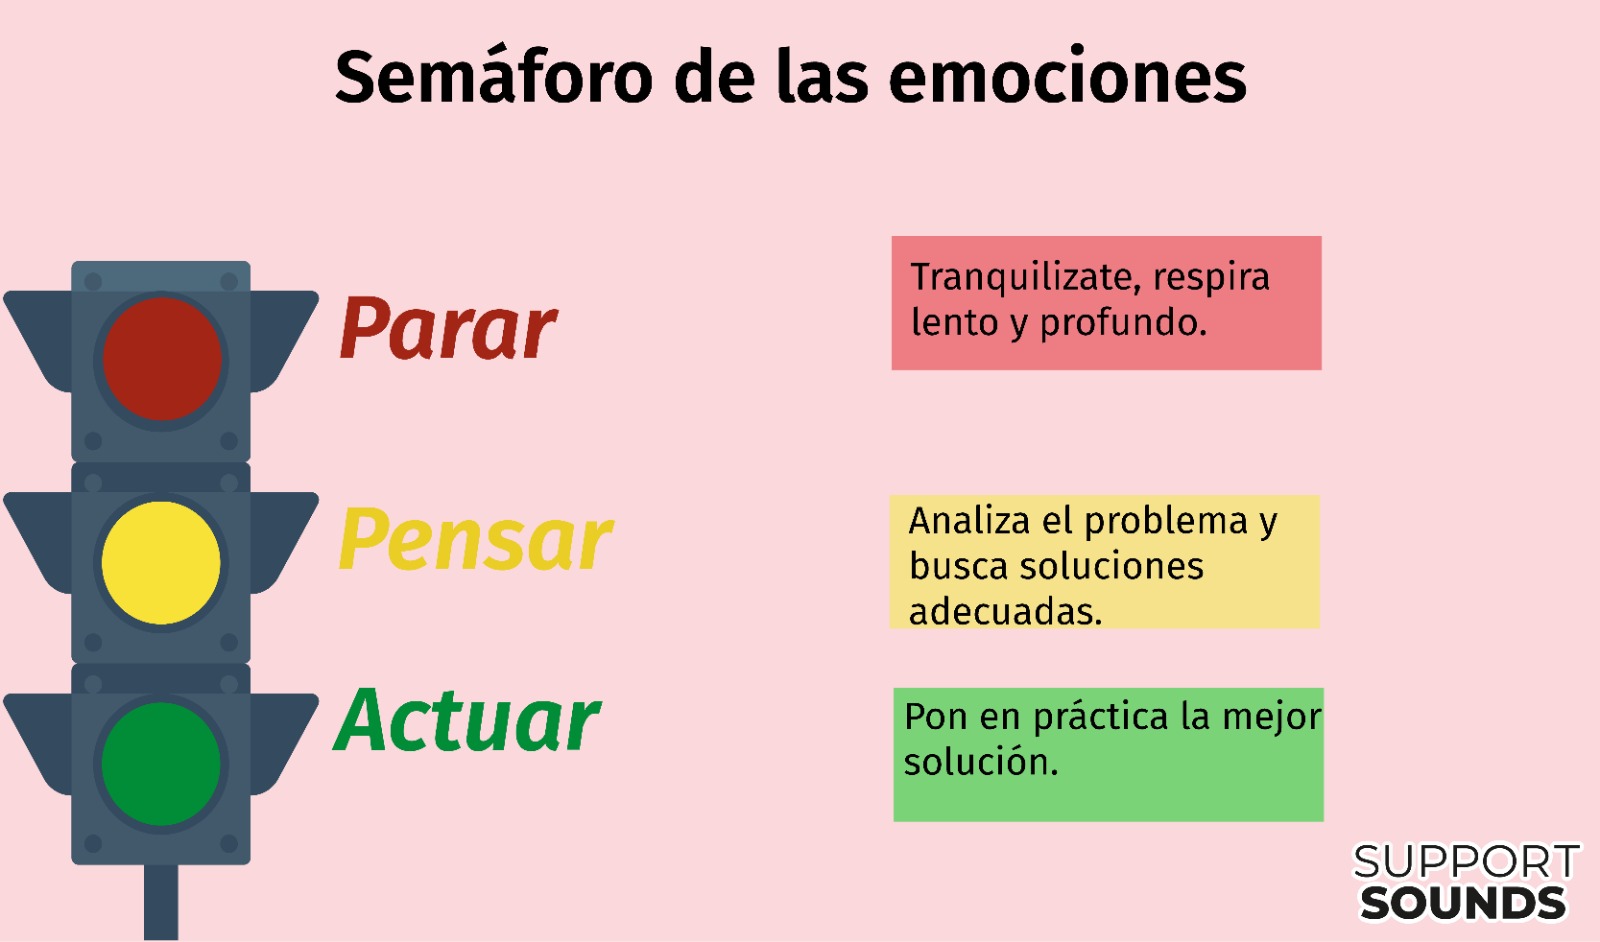 Semáforo de las emociones
Parar
Tranquilizate, respira
lento y profundo.
Pensar
Analiza el problema y
busca soluciones
adecuadas.
Actuar
Pon en práctica la mejor
solución.
SUPPORT
SOUNDS